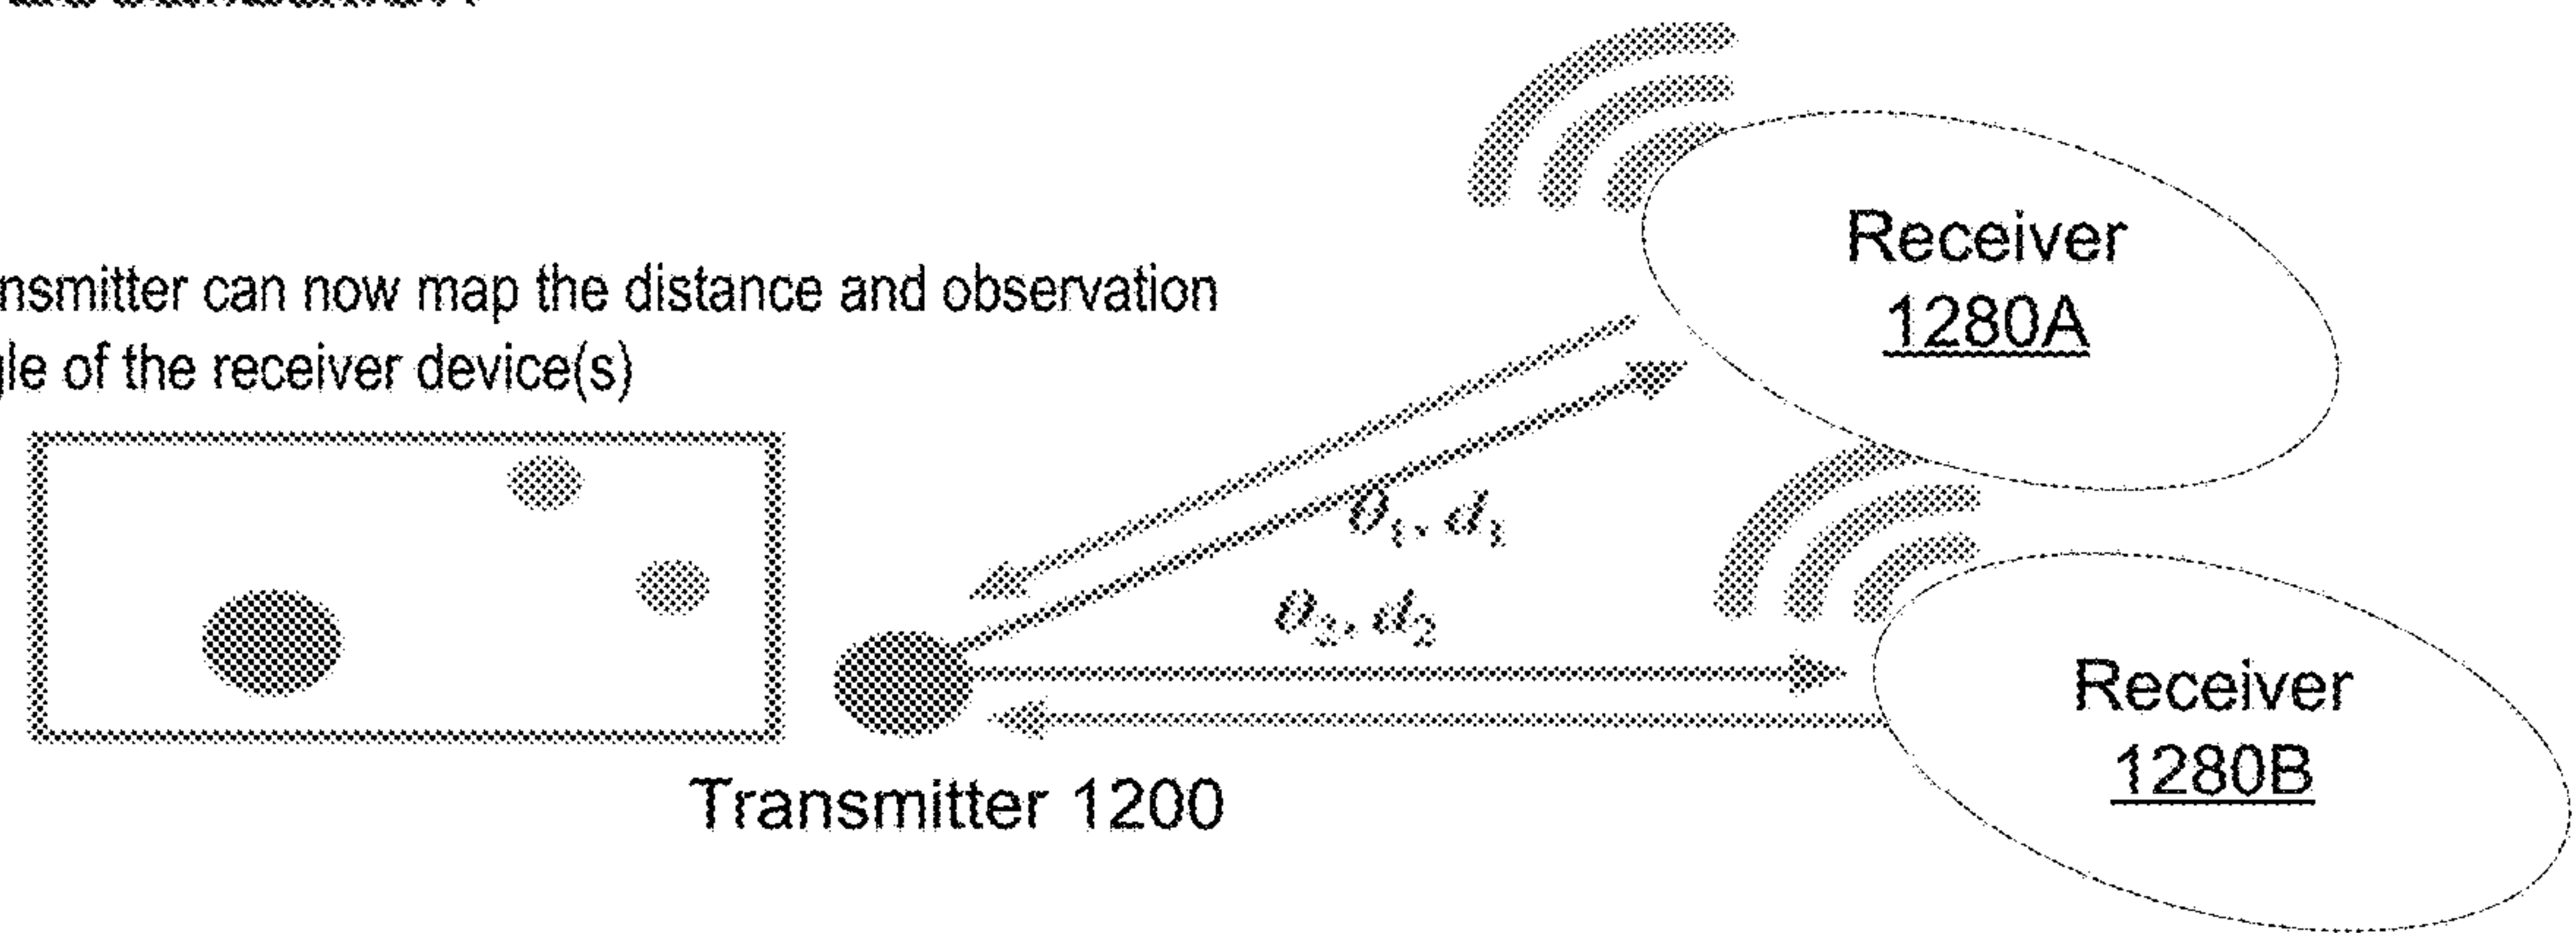 nsmitter can now map the distance and observation
gle of the receiver device(s)
Receiver
1280A
θ₁, d₁
θ₂, d₂
Receiver
1280B
Transmitter 1200